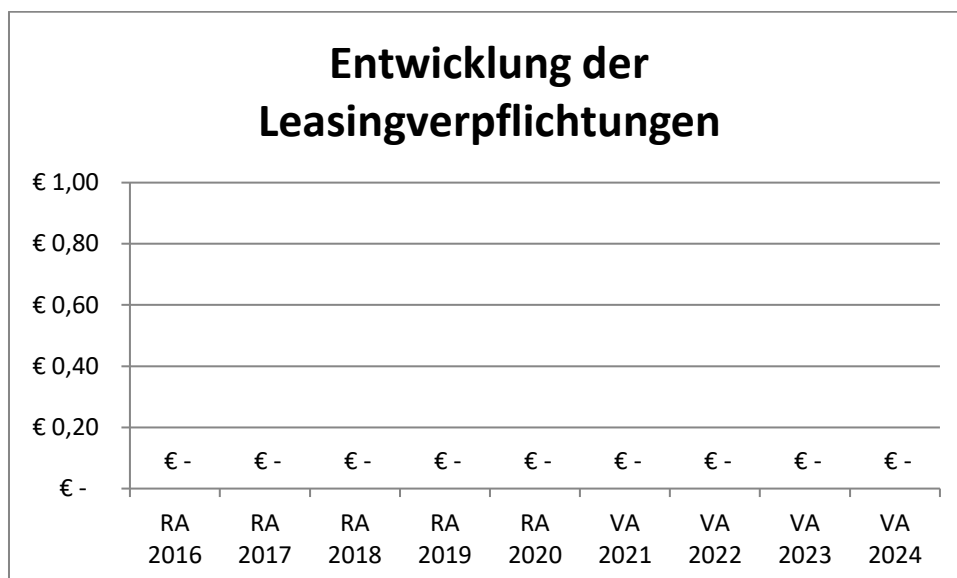 Entwicklung der
Leasingverpflichtungen
€ 1,00
€ 0,80
€ 0,60
€ 0,40
€ 0,20
€ -
€ - € - € - € - € - € - € - € - € -
RA RA RA RA RA VA VA VA VA
2016 2017 2018 2019 2020 2021 2022 2023 2024